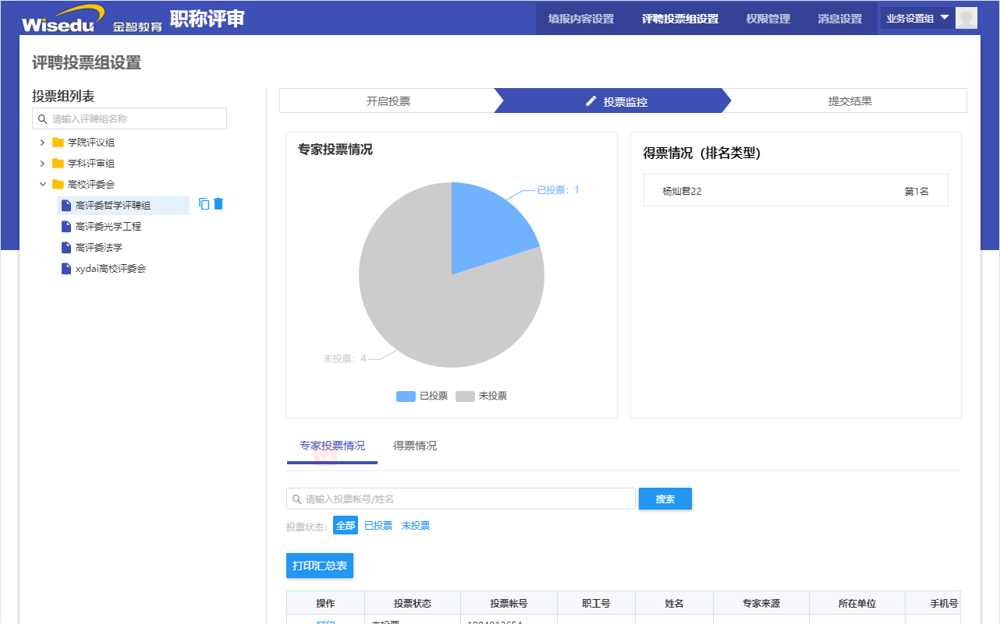 Wisedu 金智教育 职称评审 填报内容设置 评聘投票组设置 权限管理 消息设置 业务设置组
评聘投票组设置
投票组列表
请输入评聘组名称
学院评议组
学科评审组
高校评委会
高评委哲学评聘组
高评委光学工程
高评委法学
xydai高校评委会
开启投票 投票监控 提交结果
专家投票情况
已投票：1
未投票：4
已投票 未投票
得票情况（排名类型）
杨灿君22 第1名
专家投票情况 得票情况
请输入投票帐号/姓名 搜索
投票状态： 全部 已投票 未投票
打印汇总表
操作 投票状态 投票帐号 职工号 姓名 专家来源 所在单位 手机号
打印 未投票